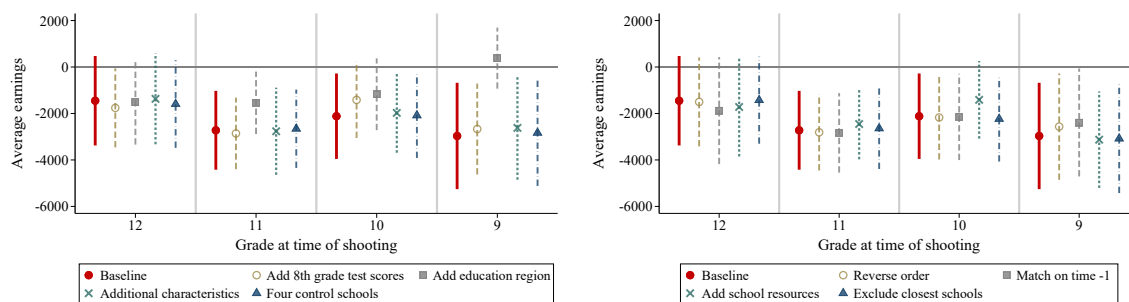 2000
0
-2000
-4000
-6000
Average earnings
12 11 10 9
Grade at time of shooting
Baseline Add 8th grade test scores Add education region
Additional characteristics Four control schools
2000
0
-2000
-4000
-6000
Average earnings
12 11 10 9
Grade at time of shooting
Baseline Reverse order Match on time -1
Add school resources Exclude closest schools